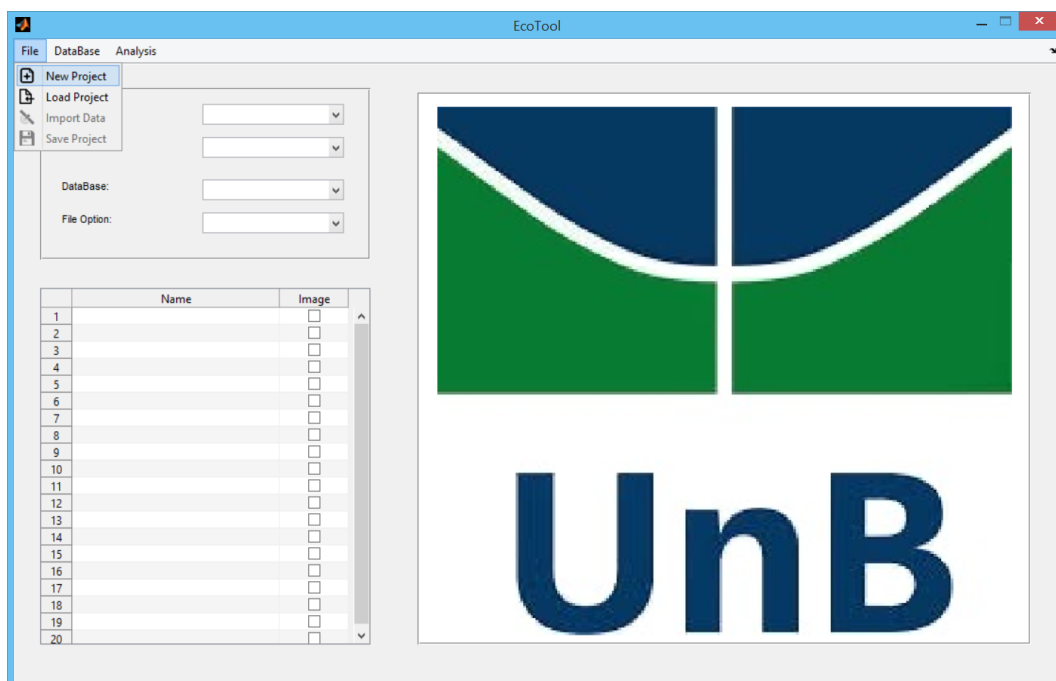 EcoTool
File DataBase Analysis
New Project
Load Project
Import Data
Save Project
DataBase:
File Option:
Name Image
1
2
3
4
5
6
7
8
9
10
11
12
13
14
15
16
17
18
19
20
UnB